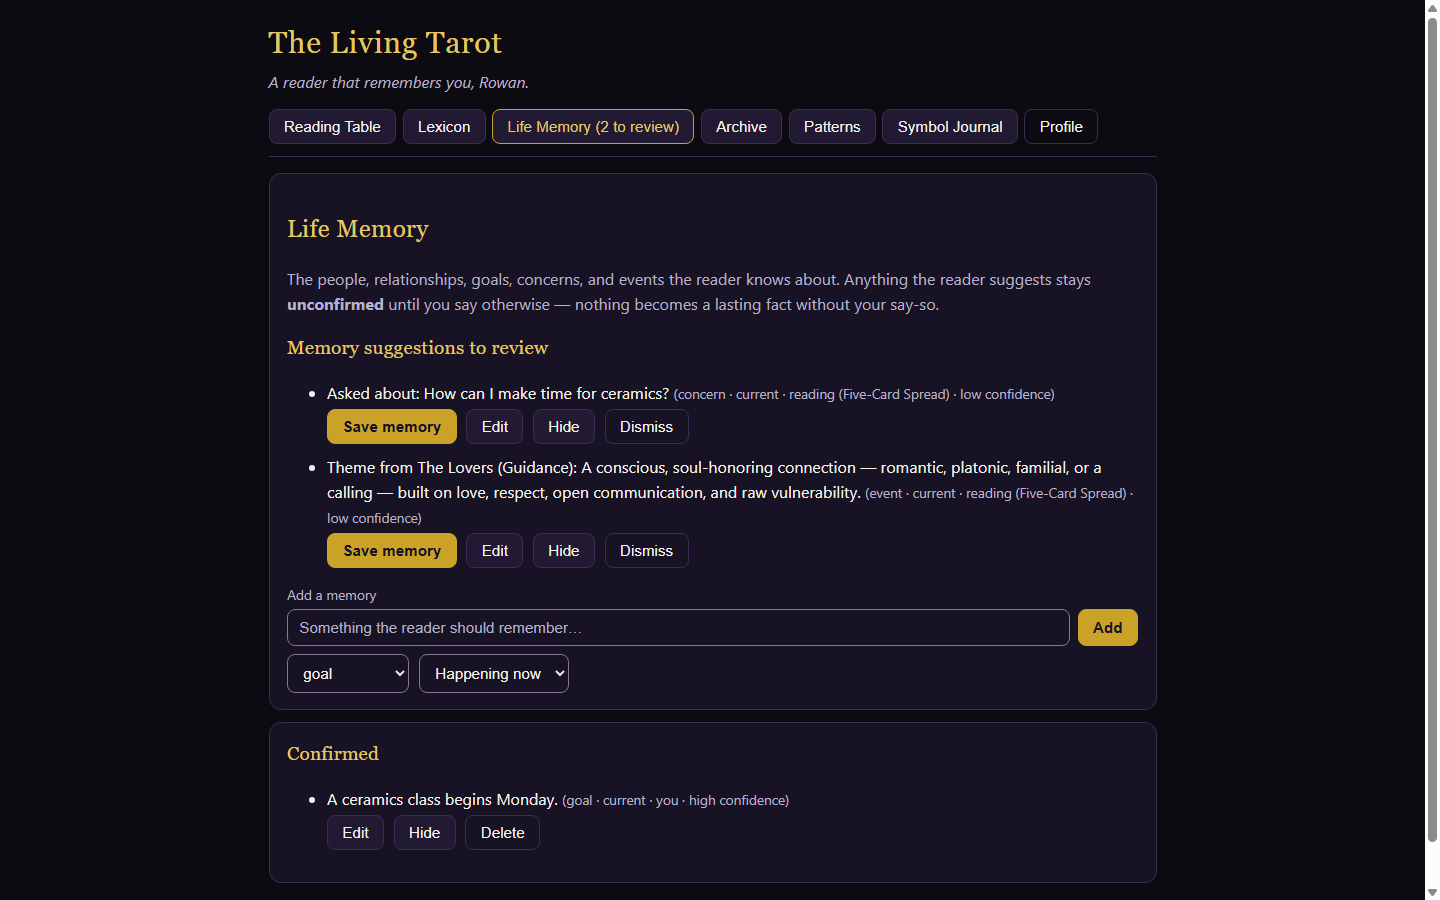 The Living Tarot
A reader that remembers you, Rowan.
Reading Table
Lexicon
Life Memory (2 to review)
Archive
Patterns
Symbol Journal
Profile
Life Memory
The people, relationships, goals, concerns, and events the reader knows about. Anything the reader suggests stays
unconfirmed until you say otherwise — nothing becomes a lasting fact without your say-so.
Memory suggestions to review
Asked about: How can I make time for ceramics? (concern · current · reading (Five-Card Spread) · low confidence)
Save memory
Edit
Hide
Dismiss
Theme from The Lovers (Guidance): A conscious, soul-honoring connection — romantic, platonic, familial, or a
calling — built on love, respect, open communication, and raw vulnerability. (event · current · reading (Five-Card Spread) ·
low confidence)
Save memory
Edit
Hide
Dismiss
Add a memory
Something the reader should remember…
Add
goal
Happening now
Confirmed
A ceramics class begins Monday. (goal · current · you · high confidence)
Edit
Hide
Delete